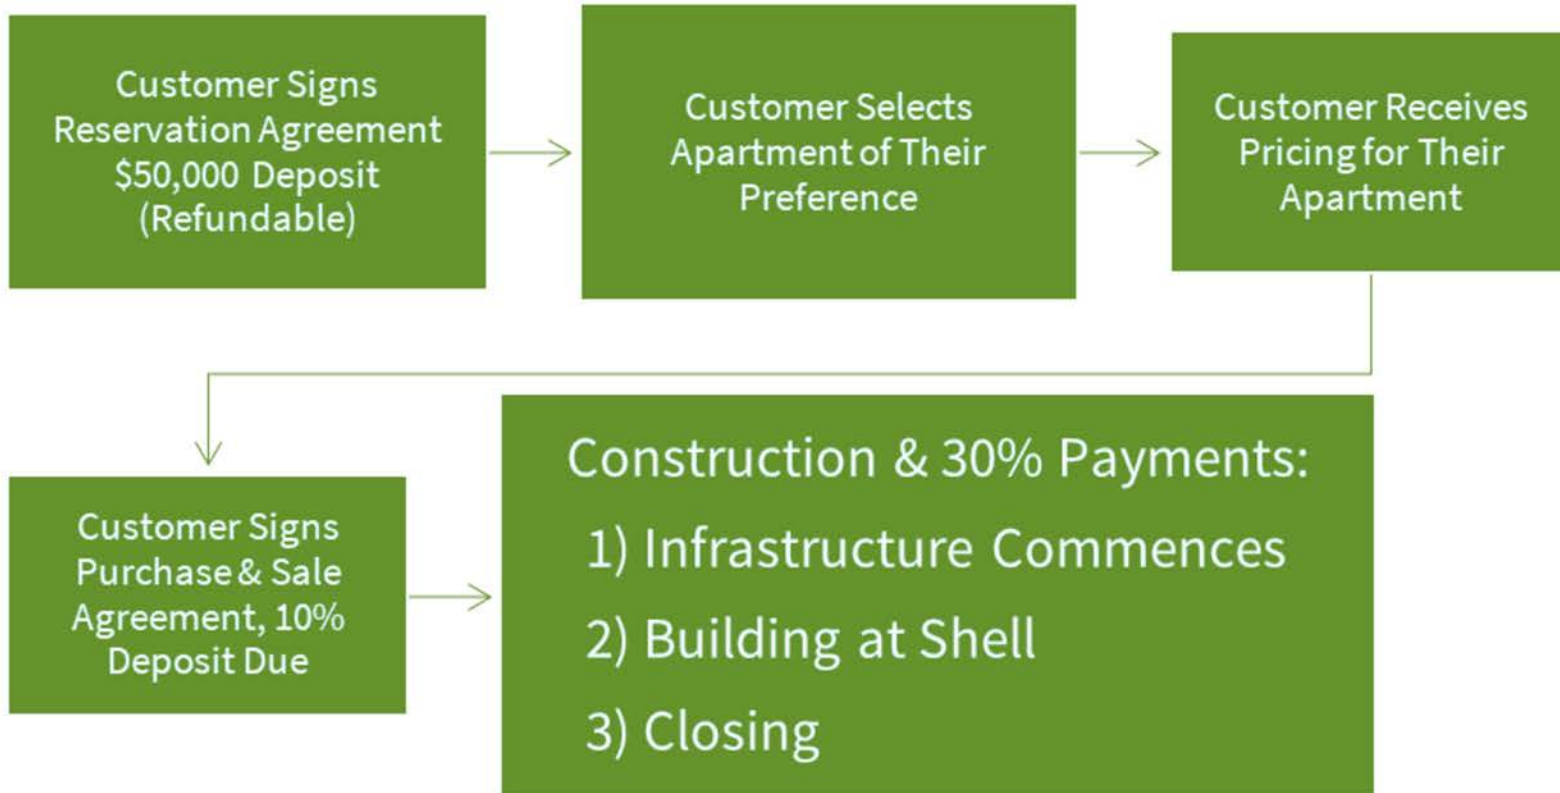 Customer Signs
Reservation Agreement
$50,000 Deposit
(Refundable)
Customer Selects
Apartment of Their
Preference
Customer Receives
Pricing for Their
Apartment
Customer Signs
Purchase & Sale
Agreement, 10%
Deposit Due
Construction & 30% Payments:
1) Infrastructure Commences
2) Building at Shell
3) Closing